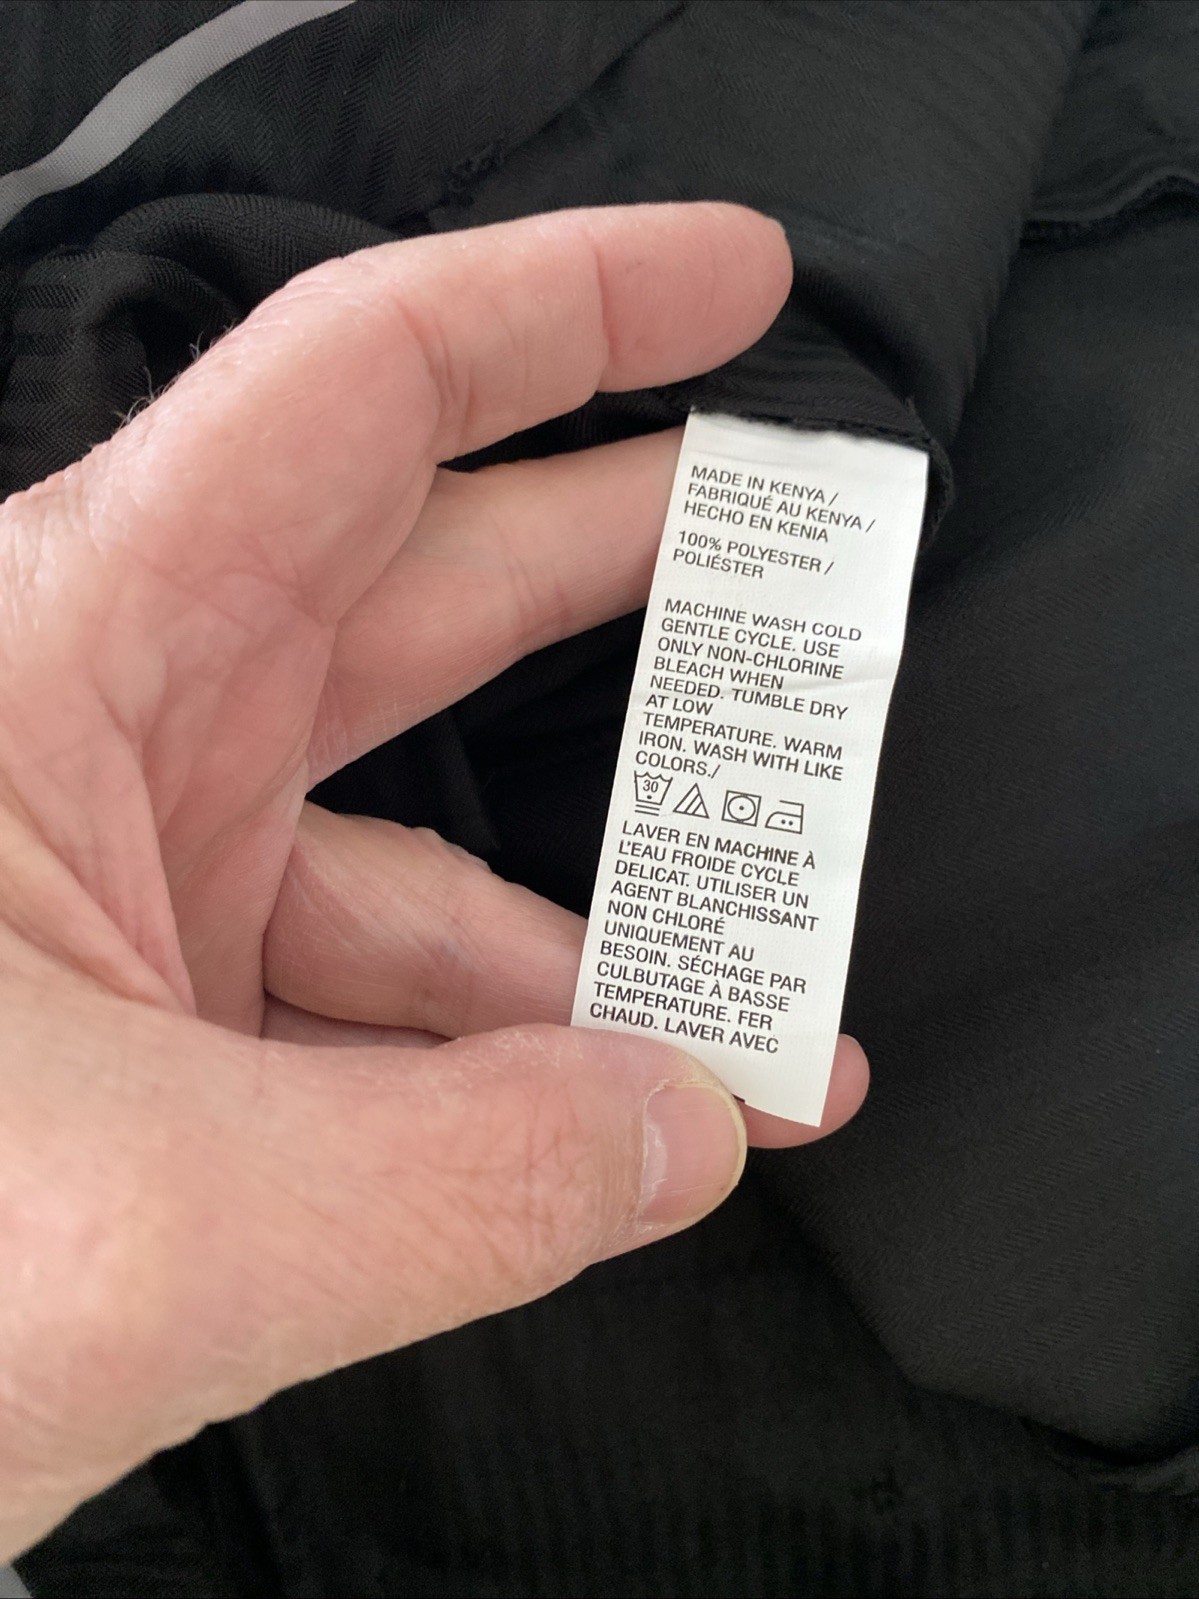 MADE IN KENYA /
FABRIQUÉ AU KENYA /
HECHO EN KENIA
100% POLYESTER /
POLIÉSTER
MACHINE WASH COLD
GENTLE CYCLE. USE
ONLY NON-CHLORINE
BLEACH WHEN
NEEDED. TUMBLE DRY
AT LOW
TEMPERATURE. WARM
IRON. WASH WITH LIKE
COLORS./
30
LAVER EN MACHINE À
L'EAU FROIDE CYCLE
DELICAT. UTILISER UN
AGENT BLANCHISSANT
NON CHLORÉ
UNIQUEMENT AU
BESOIN. SÉCHAGE PAR
CULBUTAGE À BASSE
TEMPERATURE. FER
CHAUD. LAVER AVEC